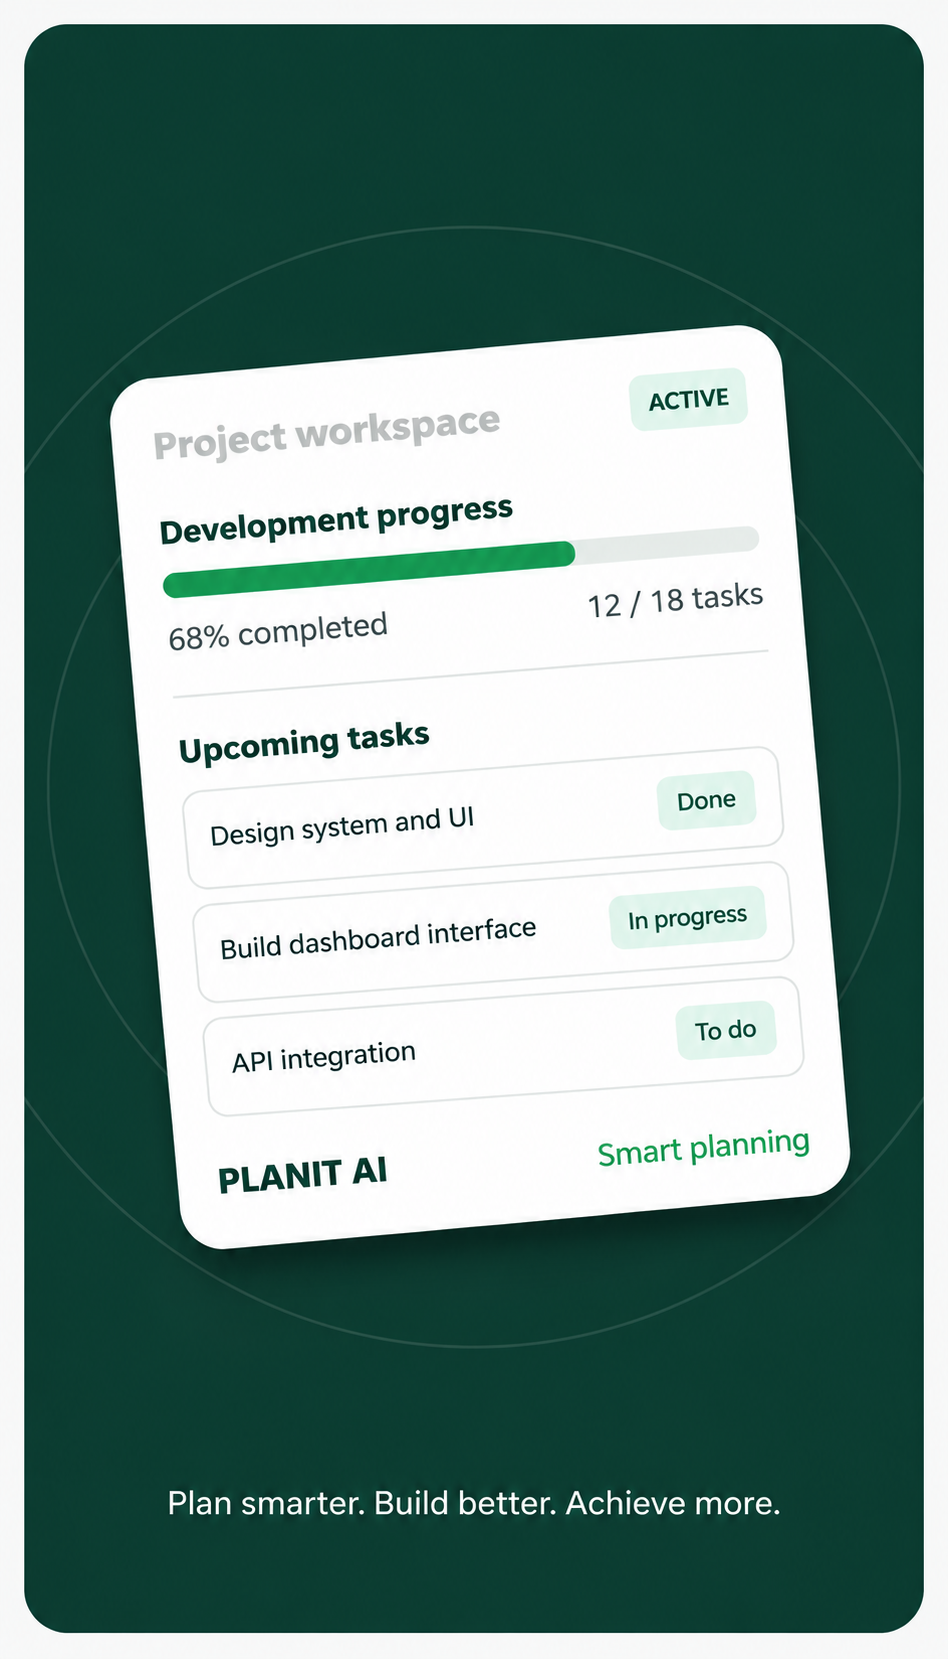 Project workspace
ACTIVE
Development progress
68% completed
12 / 18 tasks
Upcoming tasks
Design system and UI
Done
Build dashboard interface
In progress
API integration
To do
PLANIT AI
Smart planning
Plan smarter. Build better. Achieve more.